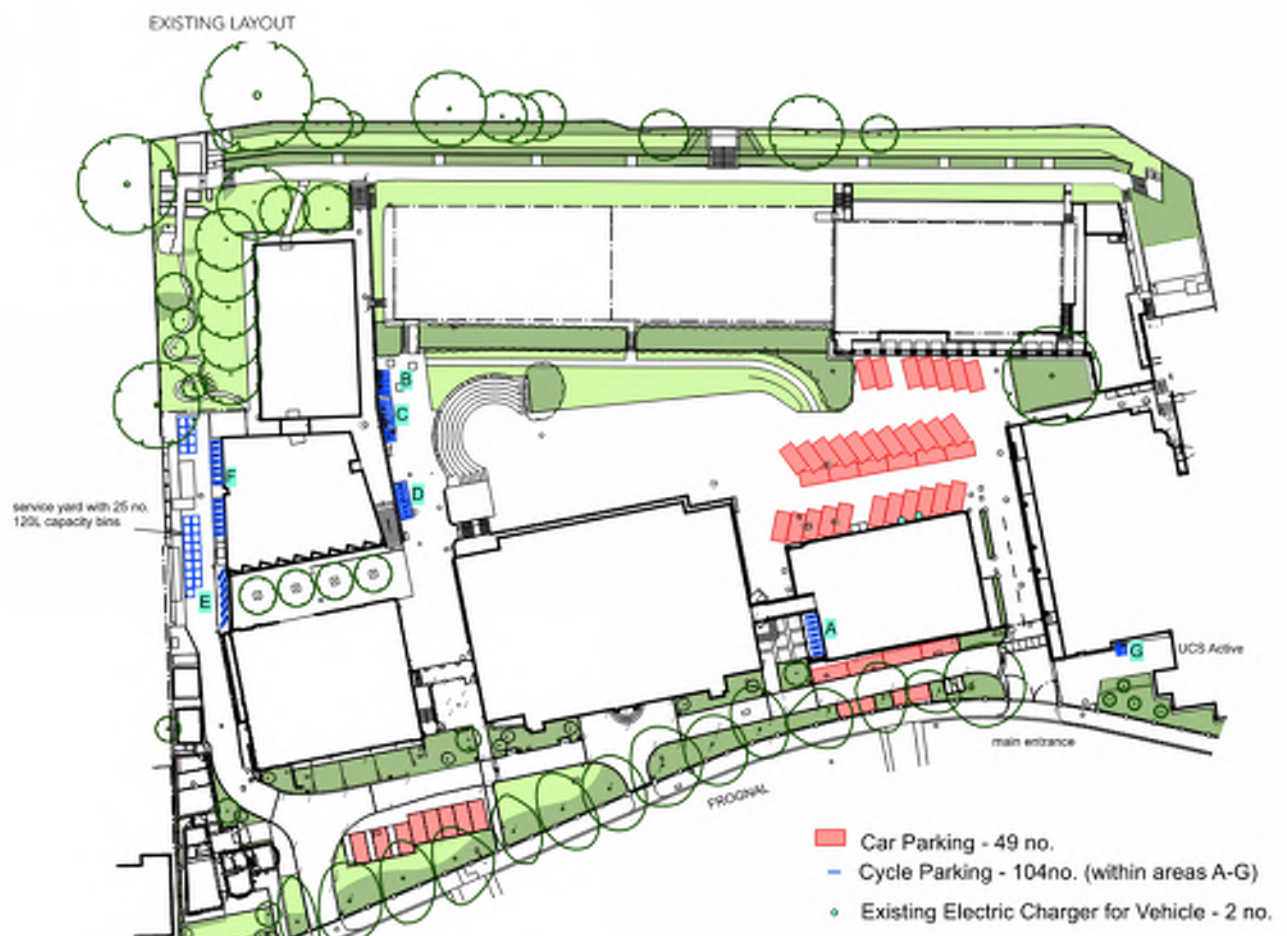 EXISTING LAYOUT
B
C
F
D
service yard with 25 no.
120L capacity bins
E
A
G
UCS Active
main entrance
FROGNAL
Car Parking - 49 no.
Cycle Parking - 104no. (within areas A-G)
Existing Electric Charger for Vehicle - 2 no.